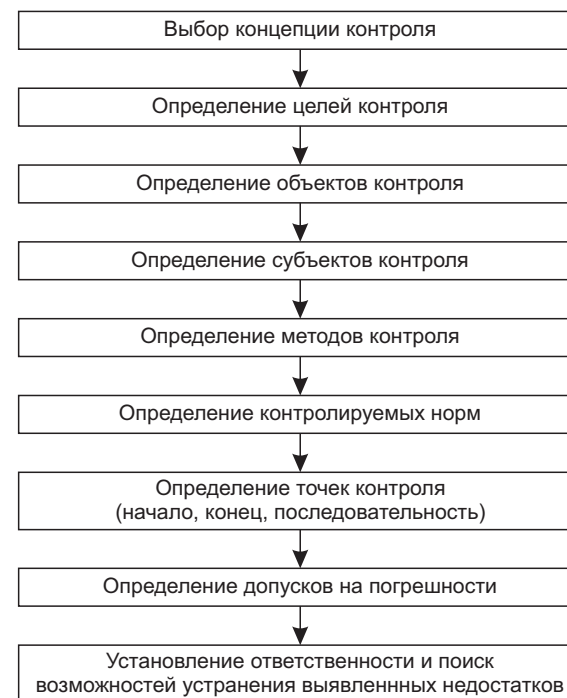 Выбор концепции контроля
Определение целей контроля
Определение объектов контроля
Определение субъектов контроля
Определение методов контроля
Определение контролируемых норм
Определение точек контроля
(начало, конец, последовательность)
Определение допусков на погрешности
Установление ответственности и поиск
возможностей устранения выявленнных недостатков